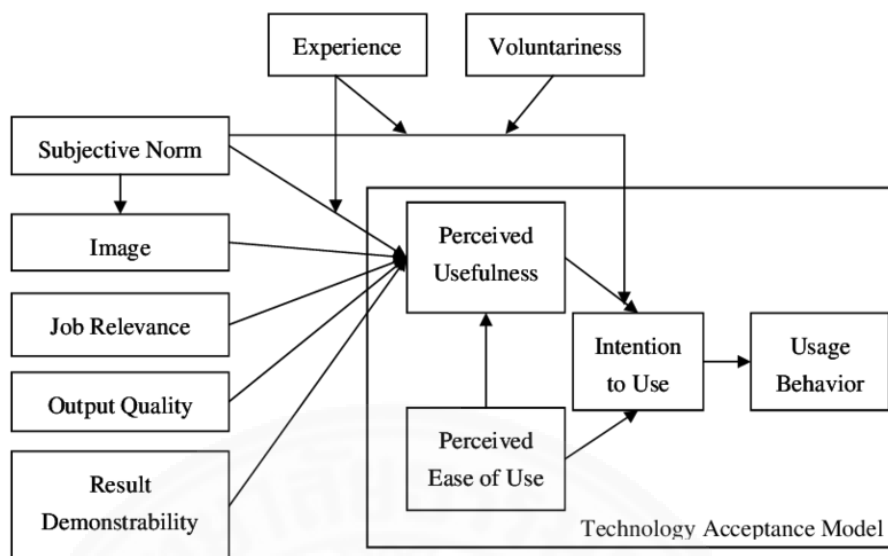 Experience
Voluntariness
Subjective Norm
Image
Job Relevance
Output Quality
Result
Demonstrability
Perceived
Usefulness
Perceived
Ease of Use
Intention
to Use
Usage
Behavior
Technology Acceptance Model